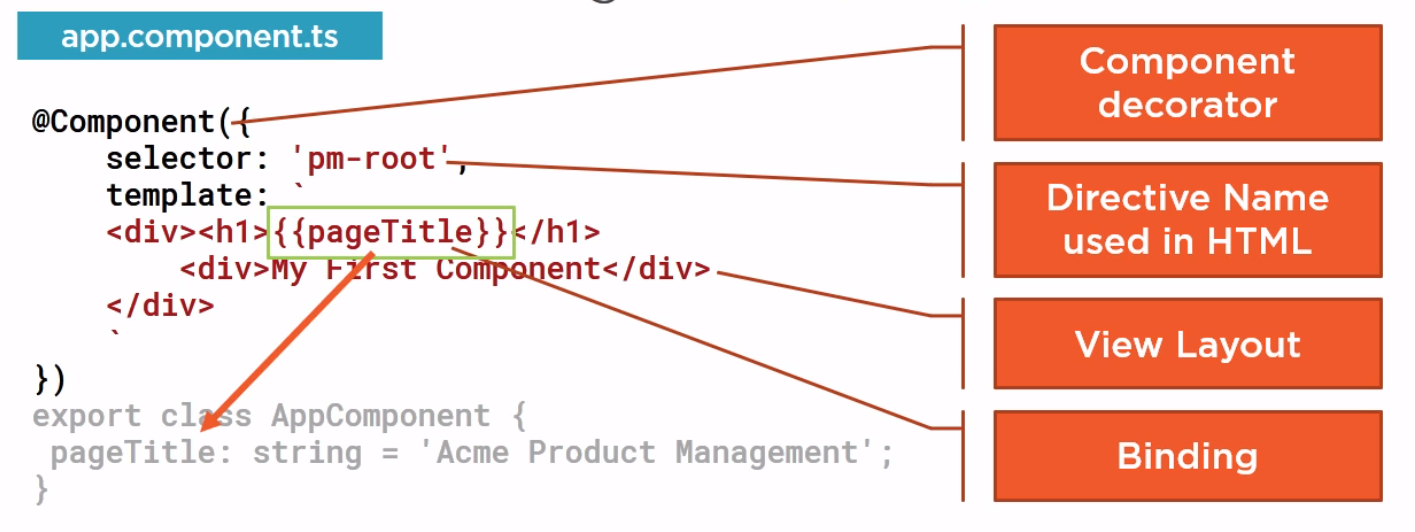 app.component.ts
@Component({
    selector: 'pm-root',
    template: `
    <div><h1>{{pageTitle}}</h1>
        <div>My First Component</div>
    </div>
    `
})
export class AppComponent {
 pageTitle: string = 'Acme Product Management';
}
Component
decorator
Directive Name
used in HTML
View Layout
Binding